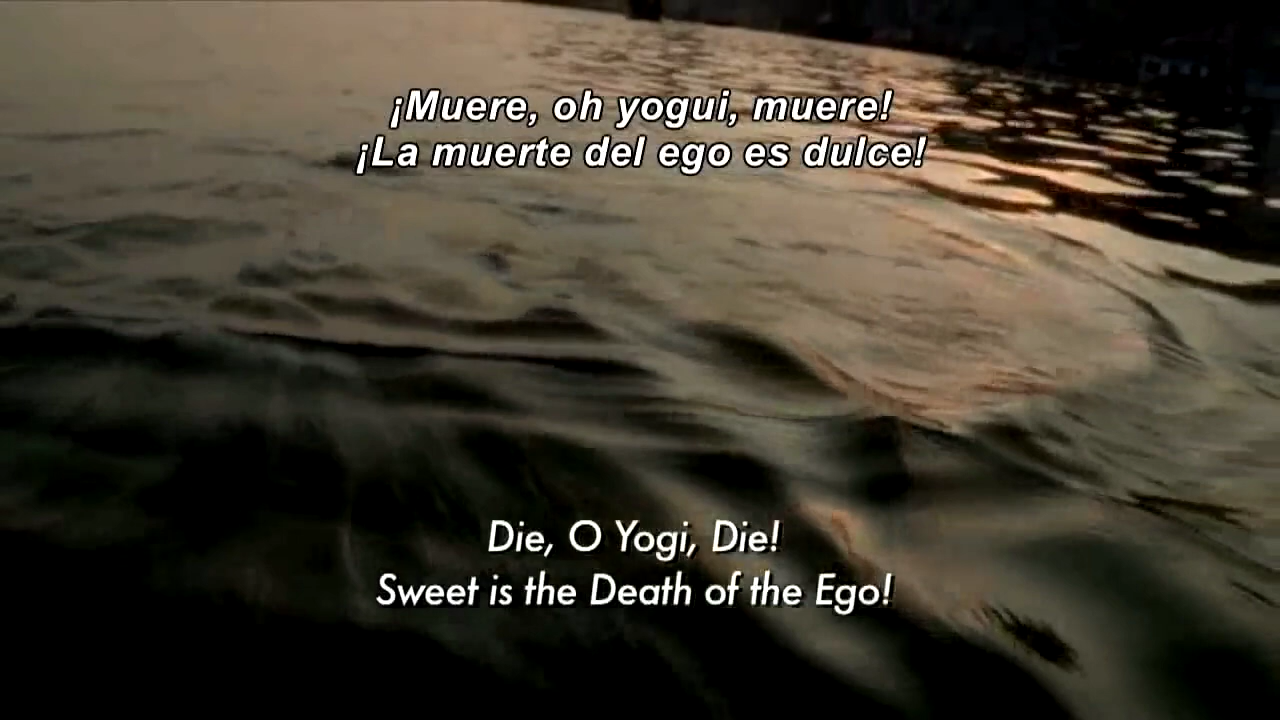 ¡Muere, oh yogui, muere!
¡La muerte del ego es dulce!
Die, O Yogi, Die!
Sweet is the Death of the Ego!